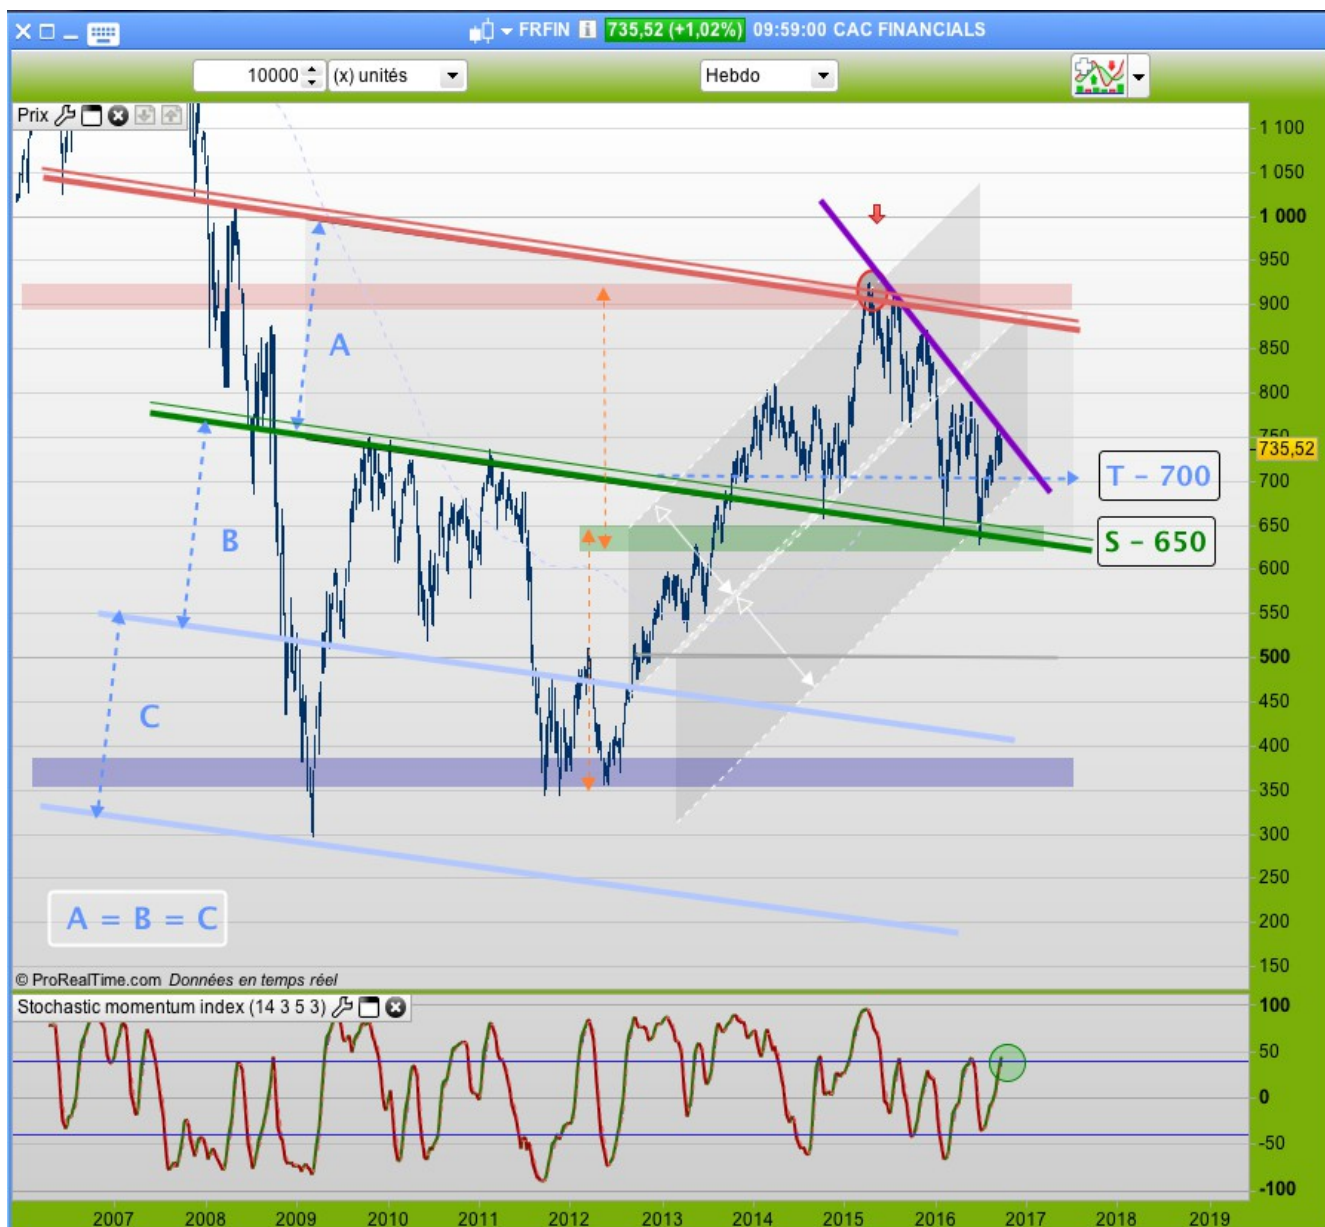 FRFIN 735,52 (+1,02%) 09:59:00 CAC FINANCIALS
10000 (x) unités Hebdo
Prix
1 100
1 050
1 000
950
900
850
800
750
735,52
700
650
600
550
500
450
400
350
300
250
200
150
A
B
C
T - 700
S - 650
A = B = C
© ProRealTime.com Données en temps réel
Stochastic momentum index (14 3 5 3)
100
50
0
-50
-100
2007 2008 2009 2010 2011 2012 2013 2014 2015 2016 2017 2018 2019